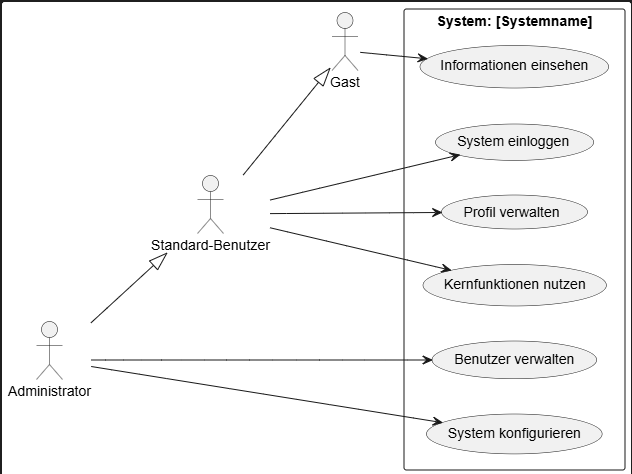 System: [Systemname]
Gast
Informationen einsehen
System einloggen
Profil verwalten
Standard-Benutzer
Kernfunktionen nutzen
Benutzer verwalten
Administrator
System konfigurieren